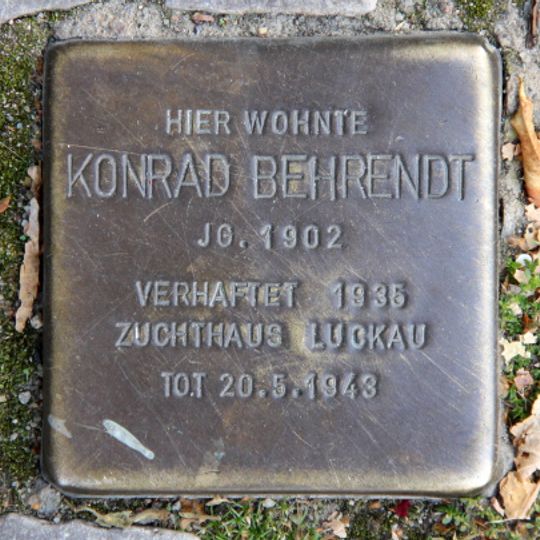 HIER WOHNTE
KONRAD BEHRENDT
JG. 1902
VERHAFTET 1935
ZUCHTHAUS LUCKAU
TOT 20.5.1943